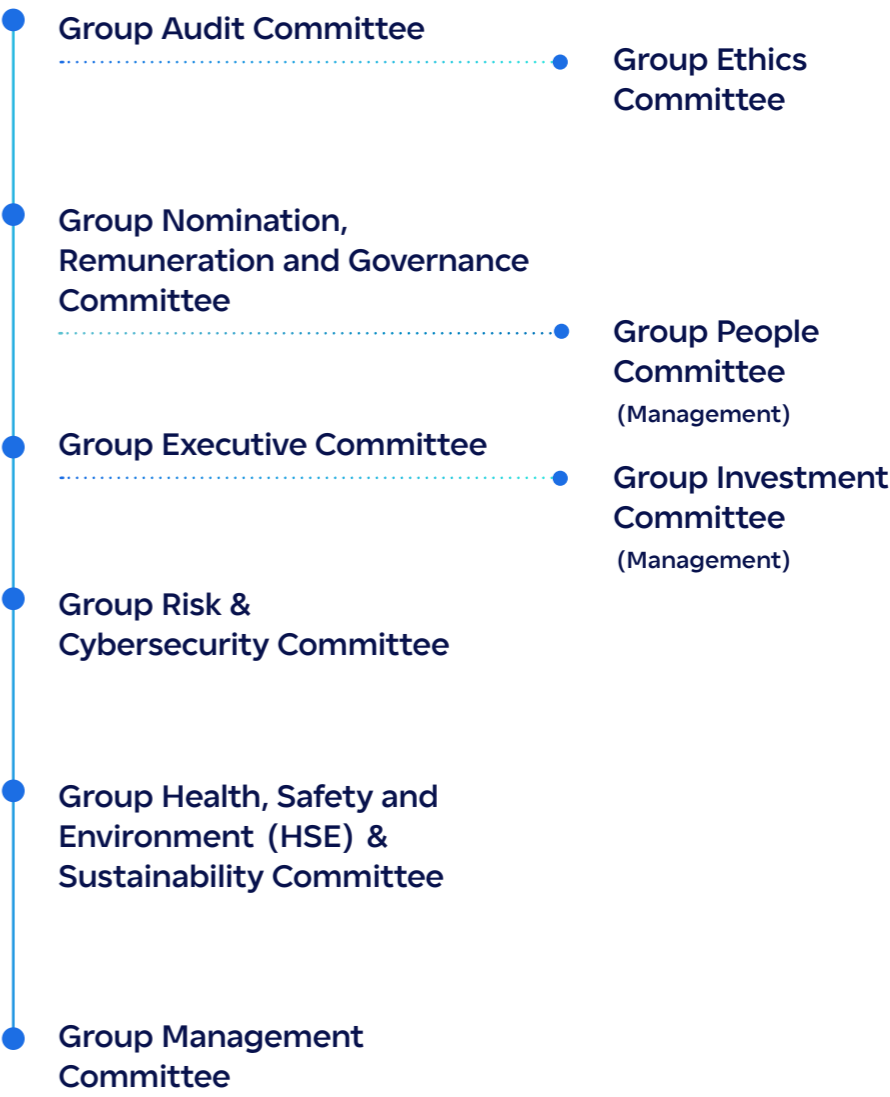 Group Audit Committee
Group Ethics
Committee
Group Nomination,
Remuneration and Governance
Committee
Group People
Committee
(Management)
Group Executive Committee
Group Investment
Committee
(Management)
Group Risk &
Cybersecurity Committee
Group Health, Safety and
Environment (HSE) &
Sustainability Committee
Group Management
Committee